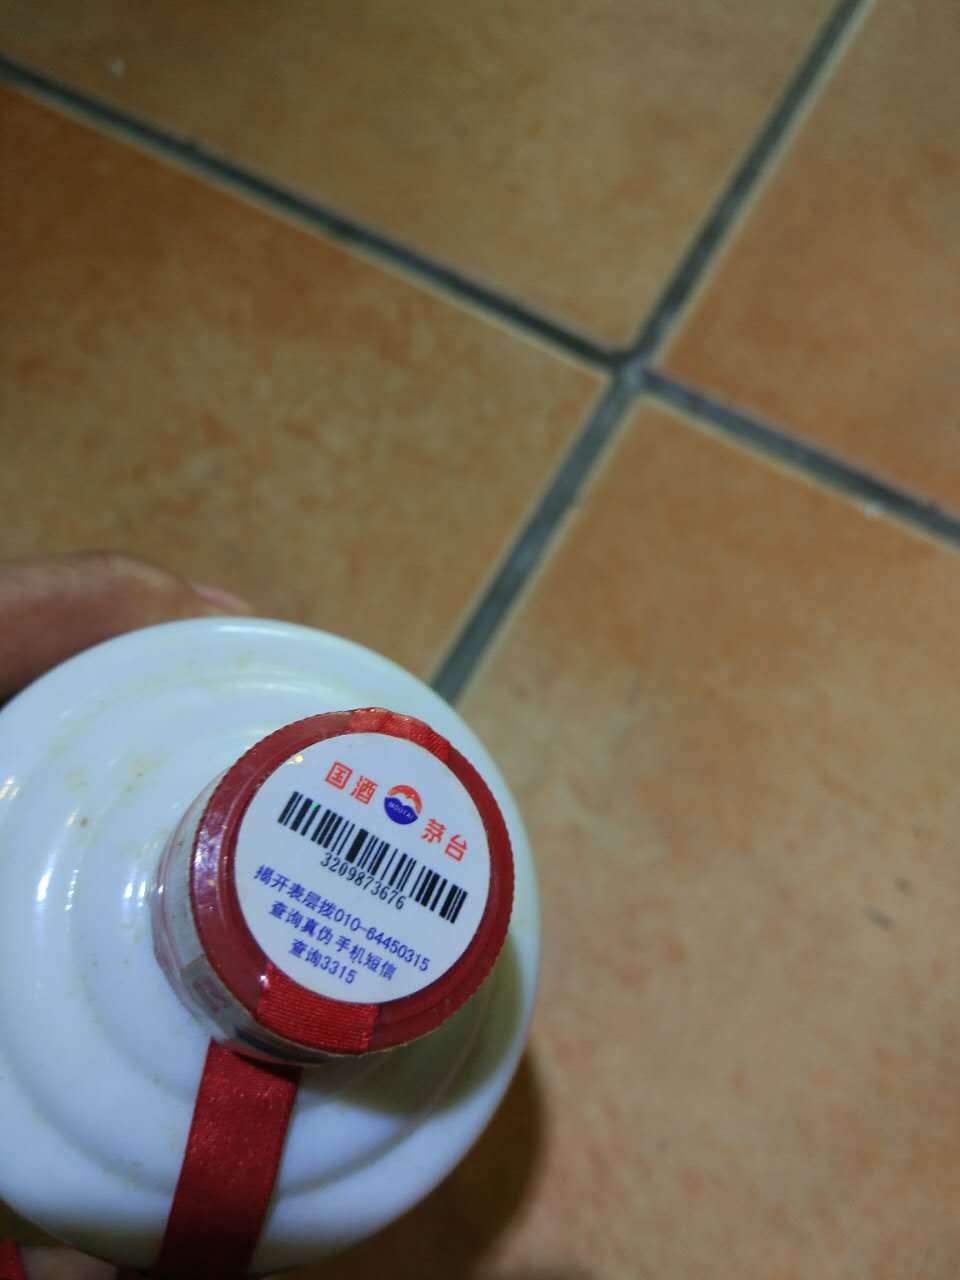 国酒 MOUTAI 茅台
3209873676
揭开表层拨010-64450315
查询真伪 手机短信
查询3315